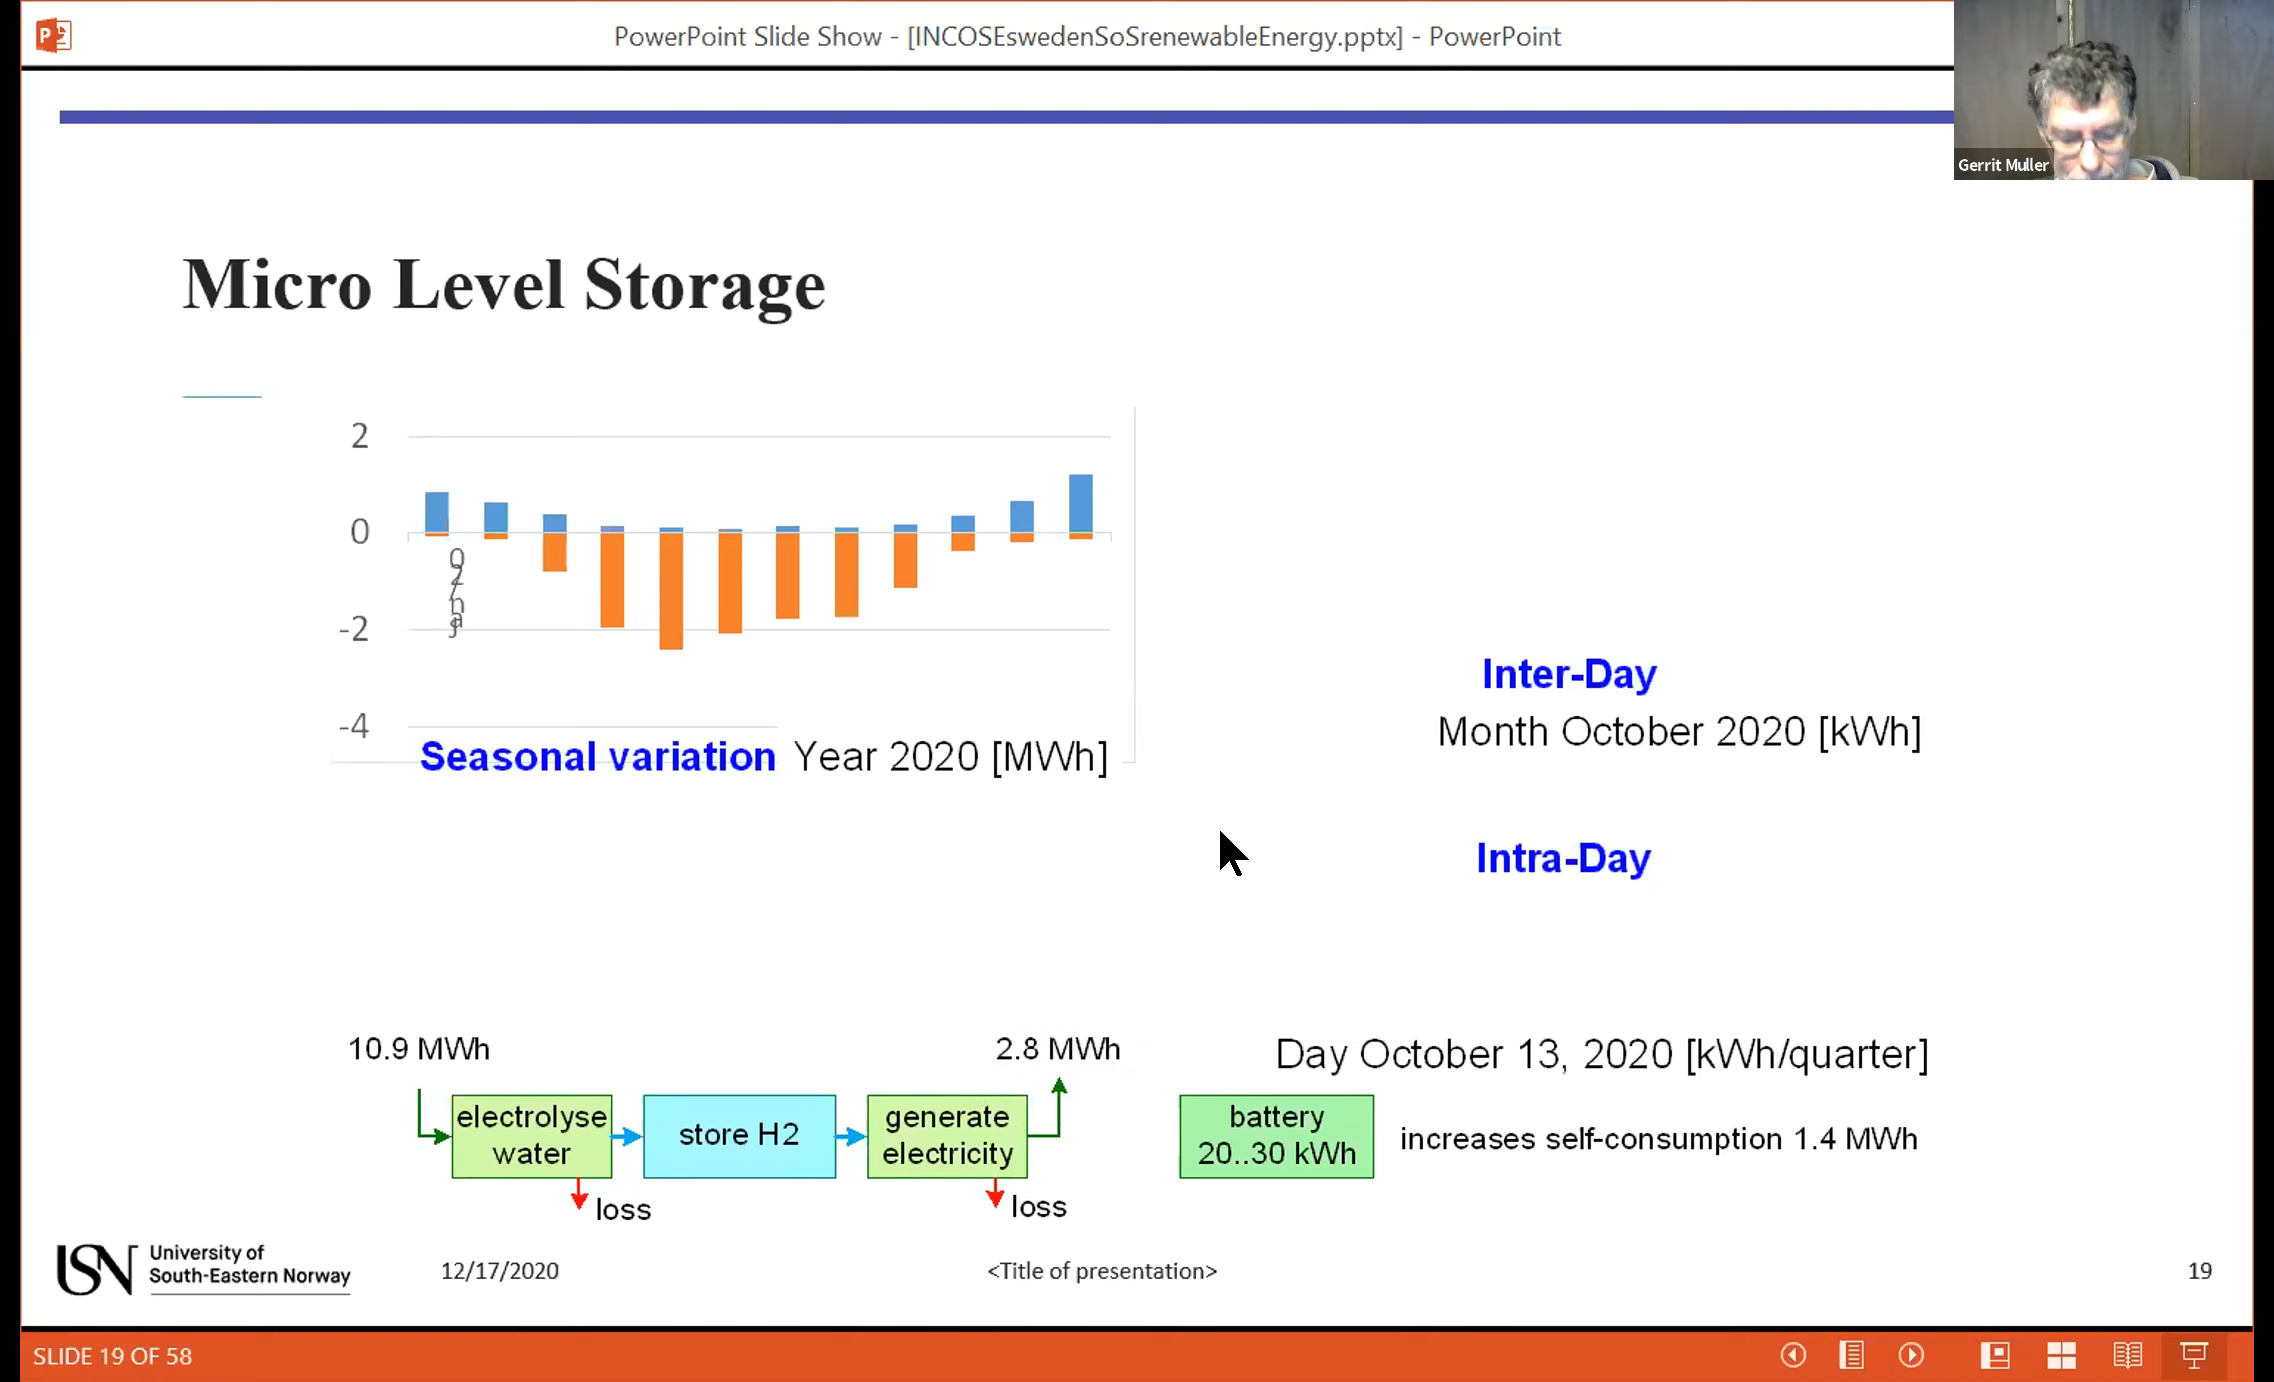 PowerPoint Slide Show - [INCOSEswedenSoSrenewableEnergy.pptx] - PowerPoint
Gerrit Muller
Micro Level Storage
2
0
-2
-4
Jan/20
Seasonal variation Year 2020 [MWh]
Inter-Day
Month October 2020 [kWh]
Intra-Day
Day October 13, 2020 [kWh/quarter]
10.9 MWh
2.8 MWh
electrolyse
water
store H2
generate
electricity
loss
loss
battery
20..30 kWh
increases self-consumption 1.4 MWh
USN University of
South-Eastern Norway
12/17/2020
<Title of presentation>
19
SLIDE 19 OF 58